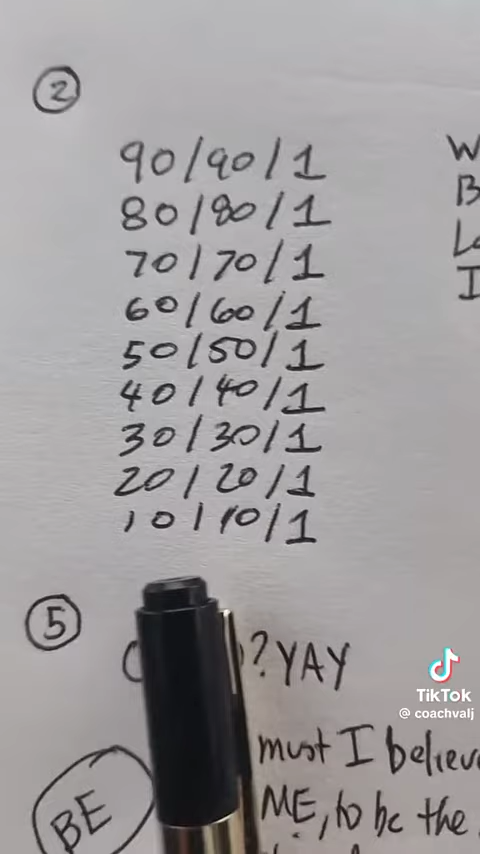 ②
90/90/1
80/80/1
70/70/1
60/60/1
50/50/1
40/40/1
30/30/1
20/20/1
10/10/1
W
B
I
⑤
? YAY
must I believe
BE
ME, to be the
TikTok
@ coachvalj